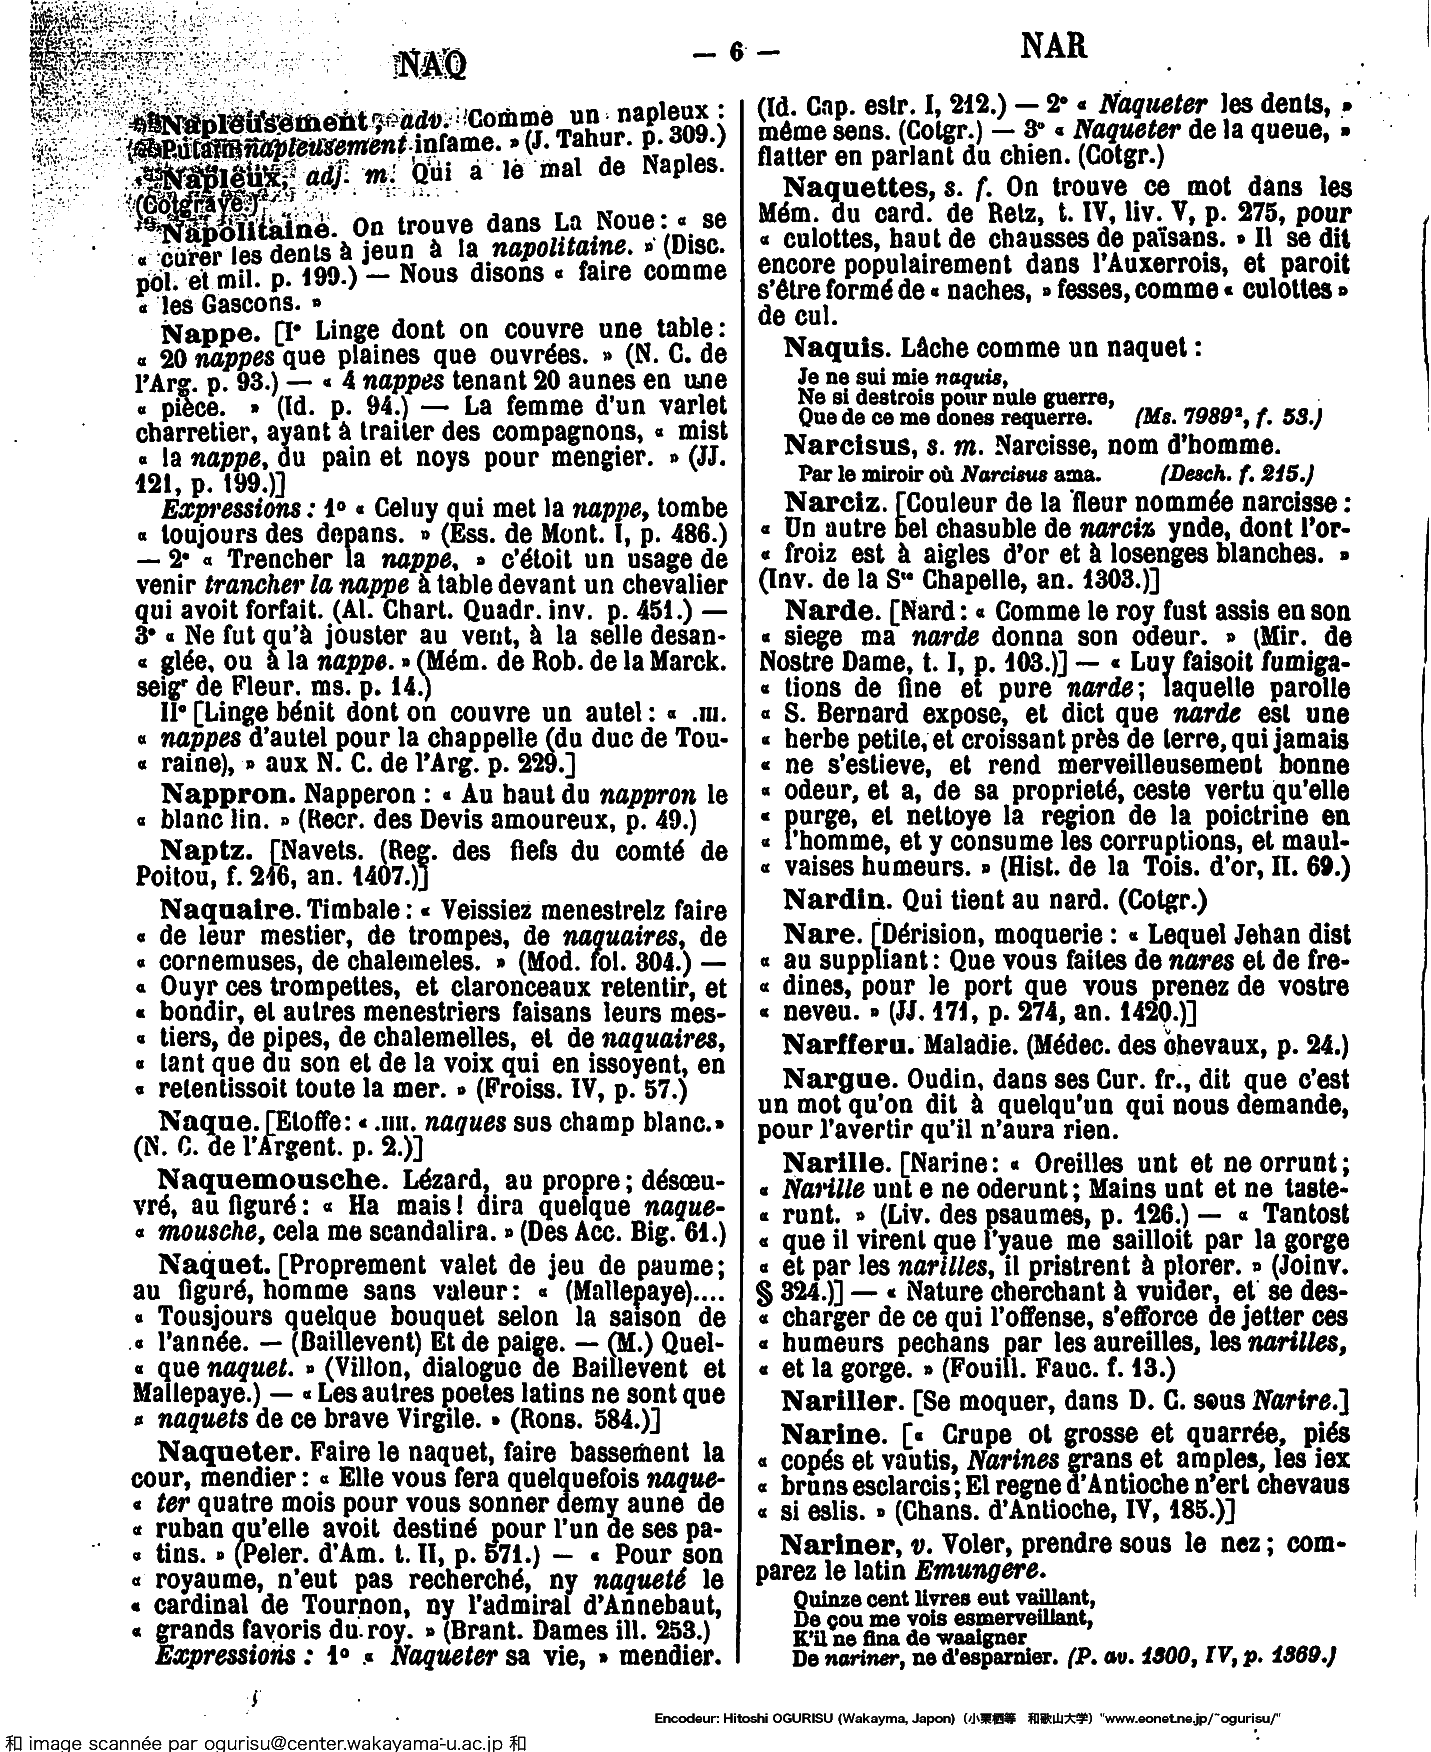 NAQ
— 6 —
NAR
Napleusement, adv. Comme un napleux :
« Putain napleusement infame. » (J. Tahur. p. 309.)
Napleux, adj. m. Qui a le mal de Naples.
(Cotgrave.)
Napolitaine. On trouve dans La Noue : « se
« curer les dents à jeun à la napolitaine. » (Disc.
pol. et mil. p. 199.) — Nous disons « faire comme
« les Gascons. »
Nappe. [I° Linge dont on couvre une table :
« 20 nappes que plaines que ouvrées. » (N. C. de
l'Arg. p. 93.) — « 4 nappes tenant 20 aunes en une
« pièce. » (Id. p. 94.) — La femme d'un varlet
charretier, ayant à traiter des compagnons, « mist
« la nappe, du pain et noys pour mengier. » (JJ.
121, p. 199.)]
Expressions : 1° « Celuy qui met la nappe, tombe
« toujours des depans. » (Ess. de Mont. I, p. 486.)
— 2° « Trencher la nappe, » c'étoit un usage de
venir trancher la nappe à table devant un chevalier
qui avoit forfait. (Al. Chart. Quadr. inv. p. 451.) —
3° « Ne fut qu'à jouster au vent, à la selle desan-
« glée, ou à la nappe. » (Mém. de Rob. de la Marck.
seigr de Fleur. ms. p. 14.)
II° [Linge bénit dont on couvre un autel : « .III.
« nappes d'autel pour la chappelle (du duc de Tou-
« raine), » aux N. C. de l'Arg. p. 229.]
Nappron. Napperon : « Au haut du nappron le
« blanc lin. » (Recr. des Devis amoureux, p. 49.)
Naptz. [Navets. (Reg. des fiefs du comté de
Poitou, f. 216, an. 1407.)]
Naquaire. Timbale : « Veissiez menestrelz faire
« de leur mestier, de trompes, de naquaires, de
« cornemuses, de chalemeles. » (Mod. fol. 304.) —
« Ouyr ces trompettes, et claronceaux retentir, et
« bondir, et autres menestriers faisans leurs mes-
« tiers, de pipes, de chalemelles, et de naquaires,
« tant que du son et de la voix qui en issoyent, en
« retentissoit toute la mer. » (Froiss. IV, p. 57.)
Naque. [Etoffe : « .IIII. naques sus champ blanc. »
(N. C. de l'Argent. p. 2.)]
Naquemousche. Lézard, au propre ; désœu-
vré, au figuré : « Ha mais ! dira quelque naque-
« mousche, cela me scandalira. » (Des Acc. Big. 61.)
Naquet. [Proprement valet de jeu de paume ;
au figuré, homme sans valeur : « (Mallepaye)....
« Tousjours quelque bouquet selon la saison de
« l'année. — (Baillevent) Et de paige. — (M.) Quel-
« que naquet. » (Villon, dialogue de Baillevent et
Mallepaye.) — « Les autres poetes latins ne sont que
« naquets de ce brave Virgile. » (Rons. 584.)]
Naqueter. Faire le naquet, faire bassement la
cour, mendier : « Elle vous fera quelquefois naque-
« ter quatre mois pour vous sonner demy aune de
« ruban qu'elle avoit destiné pour l'un de ses pa-
« tins. » (Peler. d'Am. t. II, p. 571.) — « Pour son
« royaume, n'eut pas recherché, ny naqueté le
« cardinal de Tournon, ny l'admiral d'Annebaut,
« grands favoris du roy. » (Brant. Dames ill. 253.)
Expressions : 1° « Naqueter sa vie, » mendier.
(Id. Cap. estr. I, 212.) — 2° « Naqueter les dents, »
même sens. (Cotgr.) — 3° « Naqueter de la queue, »
flatter en parlant du chien. (Cotgr.)
Naquettes, s. f. On trouve ce mot dans les
Mém. du card. de Retz, t. IV, liv. V, p. 275, pour
« culottes, haut de chausses de païsans. » Il se dit
encore populairement dans l'Auxerrois, et paroit
s'être formé de « naches, » fesses, comme « culottes »
de cul.
Naquis. Lâche comme un naquet :
Je ne sui mie naquis,
Ne si destrois pour nule guerre,
Que de ce me dones requerre. (Ms. 7989², f. 53.)
Narcisus, s. m. Narcisse, nom d'homme.
Par le miroir où Narcisus ama. (Desch. f. 215.)
Narciz. [Couleur de la fleur nommée narcisse :
« Un autre bel chasuble de narciz ynde, dont l'or-
« froiz est à aigles d'or et à losenges blanches. »
(Inv. de la Ste Chapelle, an. 1303.)]
Narde. [Nard : « Comme le roy fust assis en son
« siege ma narde donna son odeur. » (Mir. de
Nostre Dame, t. I, p. 103.)] — « Luy faisoit fumiga-
« tions de fine et pure narde ; laquelle parolle
« S. Bernard expose, et dict que narde est une
« herbe petite, et croissant près de terre, qui jamais
« ne s'estieve, et rend merveilleusement bonne
« odeur, et a, de sa proprieté, ceste vertu qu'elle
« purge, et nettoye la region de la poictrine en
« l'homme, et y consume les corruptions, et maul-
« vaises humeurs. » (Hist. de la Tois. d'or, II. 69.)
Nardin. Qui tient au nard. (Cotgr.)
Nare. [Dérision, moquerie : « Lequel Jehan dist
« au suppliant : Que vous faites de nares et de fre-
« dines, pour le port que vous prenez de vostre
« neveu. » (JJ. 171, p. 274, an. 1420.)]
Narfferu. Maladie. (Médec. des chevaux, p. 24.)
Nargue. Oudin, dans ses Cur. fr., dit que c'est
un mot qu'on dit à quelqu'un qui nous demande,
pour l'avertir qu'il n'aura rien.
Narille. [Narine : « Oreilles unt et ne orrunt ;
« Narille unt e ne oderunt ; Mains unt et ne taste-
« runt. » (Liv. des psaumes, p. 126.) — « Tantost
« que il virent que l'yaue me sailloit par la gorge
« et par les narilles, il pristrent à plorer. » (Joinv.
§ 324.)] — « Nature cherchant à vuider, et se des-
« charger de ce qui l'offense, s'efforce de jetter ces
« humeurs pechans par les aureilles, les narilles,
« et la gorge. » (Fouill. Fauc. f. 13.)
Nariller. [Se moquer, dans D. C. sous Narire.]
Narine. [« Crupe ot grosse et quarrée, piés
« copés et vautis, Narines grans et amples, les iex
« bruns esclarcis ; El regne d'Antioche n'ert chevaus
« si eslis. » (Chans. d'Antioche, IV, 185.)]
Nariner, v. Voler, prendre sous le nez ; com-
parez le latin Emungere.
Quinze cent livres eut vaillant,
De çou me vois esmerveillant,
K'il ne fina de waaigner
De nariner, ne d'esparnier. (P. av. 1300, IV, p. 1369.)
Encodeur: Hitoshi OGURISU (Wakayma, Japon) (小栗栖等 和歌山大学) "www.eonet.ne.jp/~ogurisu/"
和 image scannée par ogurisu@center.wakayama-u.ac.jp 和